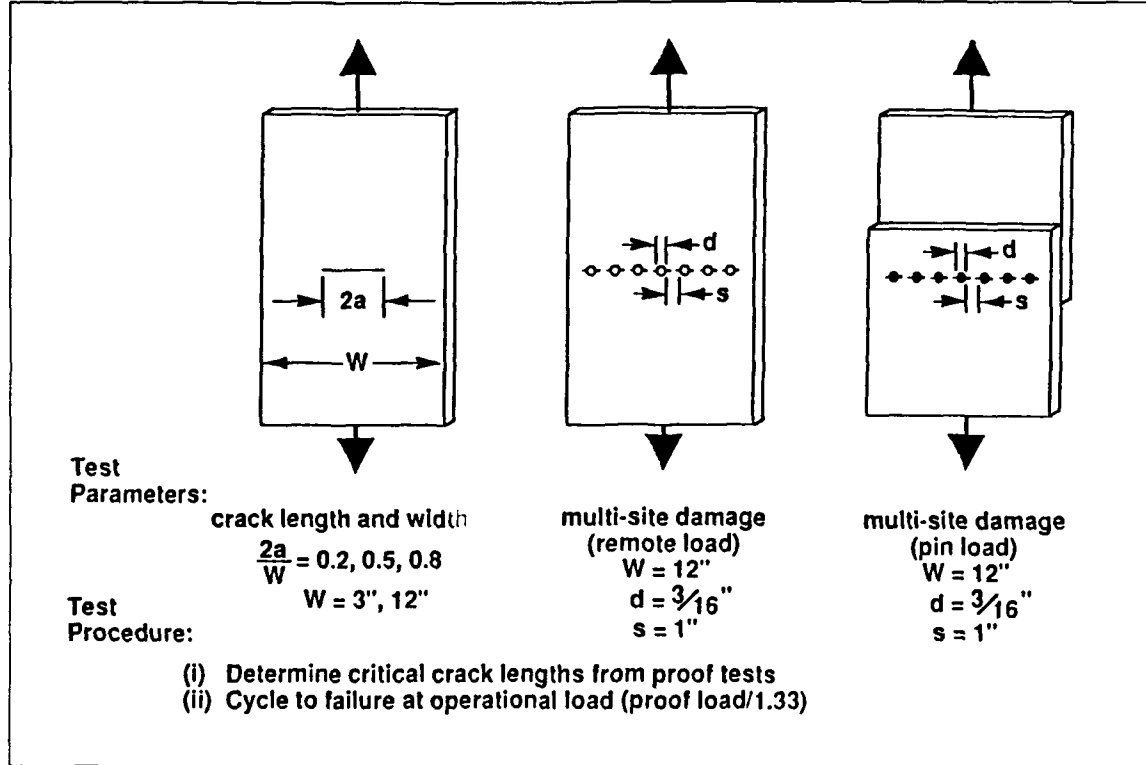 d
s
2a
W
d
s
Test
Parameters:
crack length and width
2a/W = 0.2, 0.5, 0.8
W = 3", 12"
multi-site damage
(remote load)
W = 12"
d = 3/16"
s = 1"
multi-site damage
(pin load)
W = 12"
d = 3/16"
s = 1"
Test
Procedure:
(i) Determine critical crack lengths from proof tests
(ii) Cycle to failure at operational load (proof load/1.33)